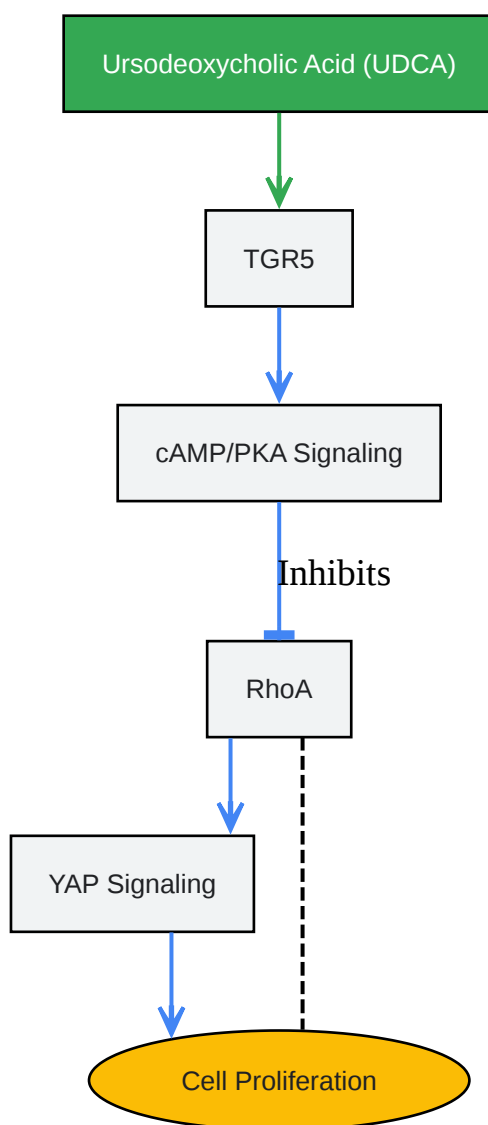 Ursodeoxycholic Acid (UDCA)
TGR5
cAMP/PKA Signaling
Inhibits
RhoA
YAP Signaling
Cell Proliferation